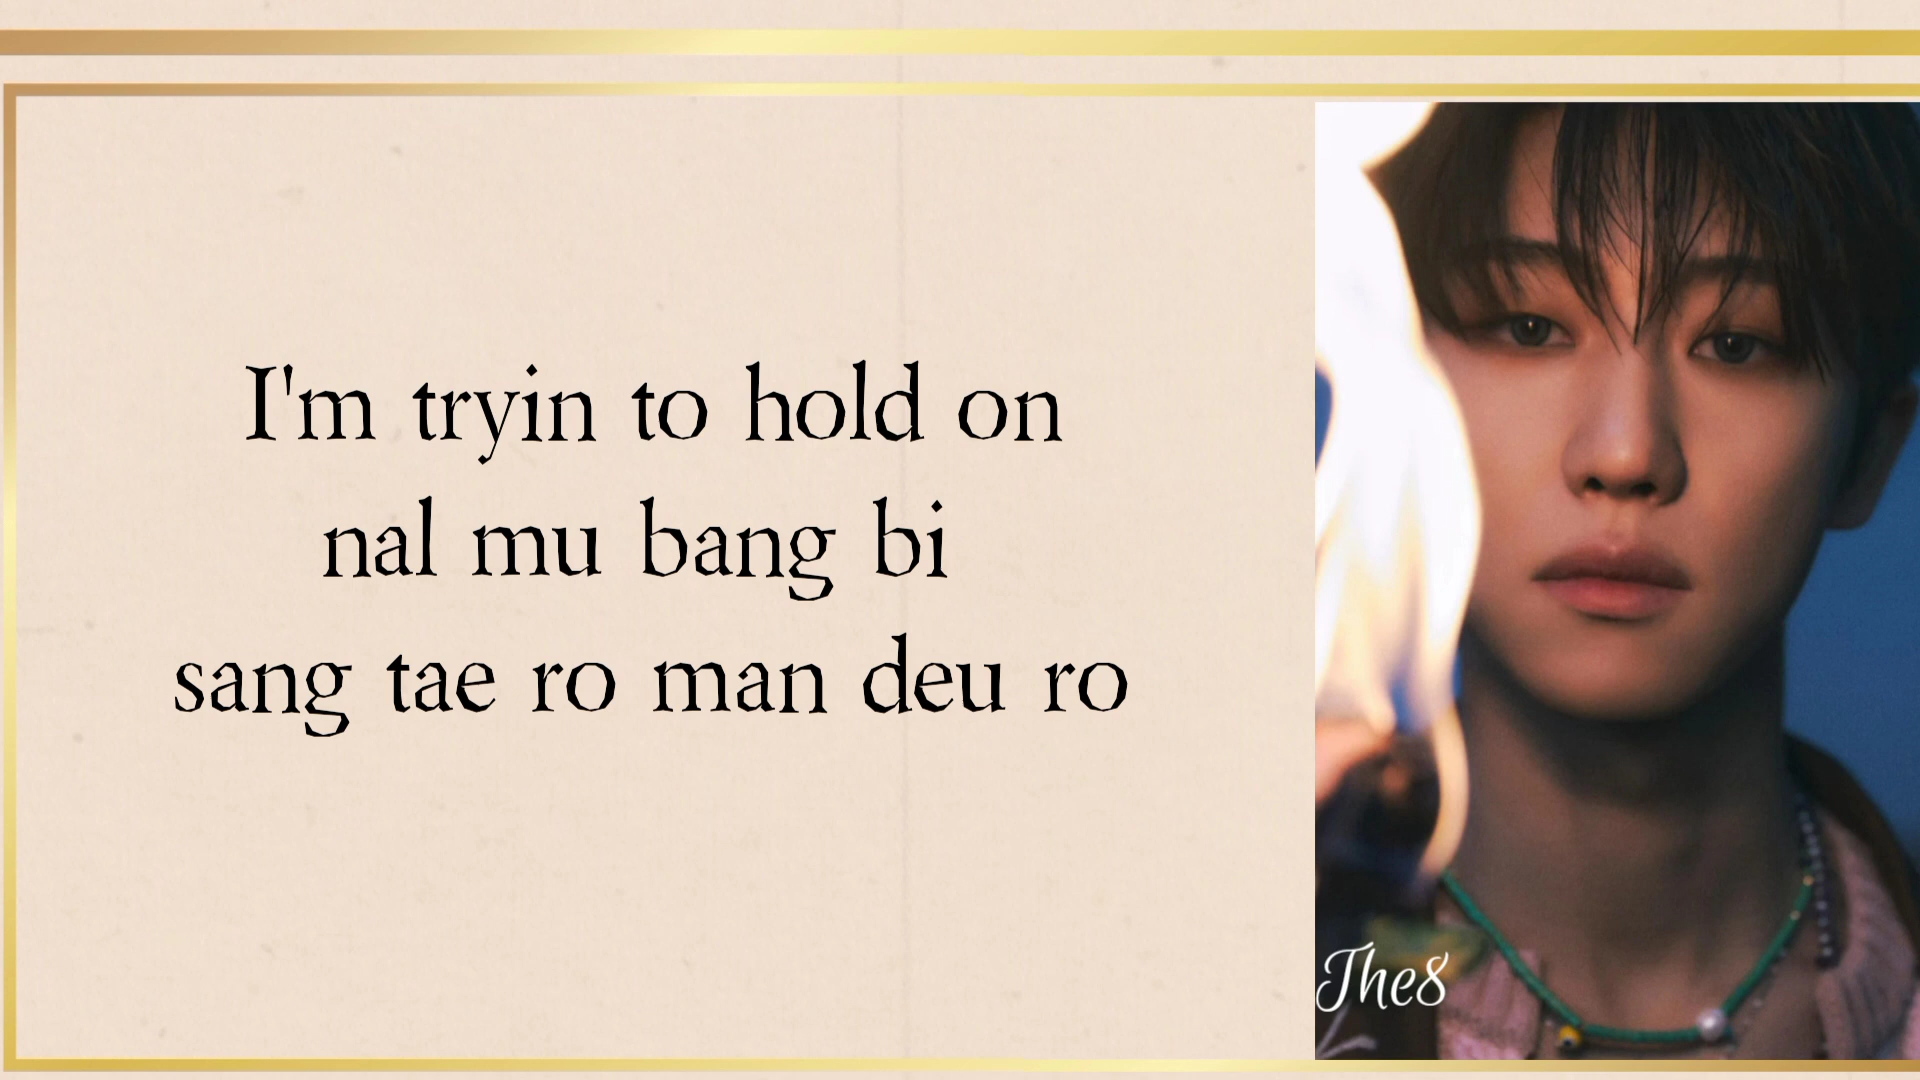 I'm tryin to hold on
nal mu bang bi
sang tae ro man deu ro
The8